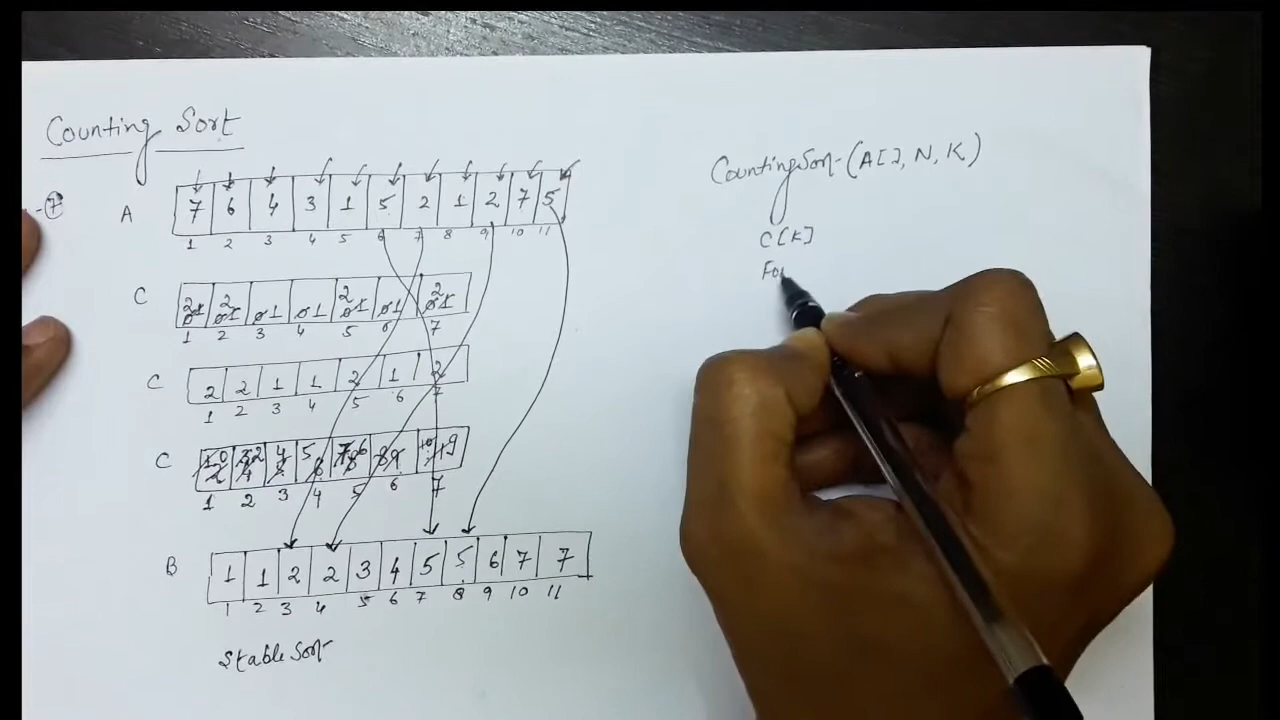 Counting Sort
- 7
A 7 6 4 3 1 5 2 1 2 7 5
1 2 3 4 5 6 7 8 9 10 11
C
1 2 3 4 5 6 7
C 2 2 1 1 2 1 2
1 2 3 4 5 6 7
C
1 2 3 4 5 6 7
B 1 1 2 2 3 4 5 5 6 7 7
1 2 3 4 5 6 7 8 9 10 11
Stable Sort
CountingSort (A[], N, K)
C[K]
For